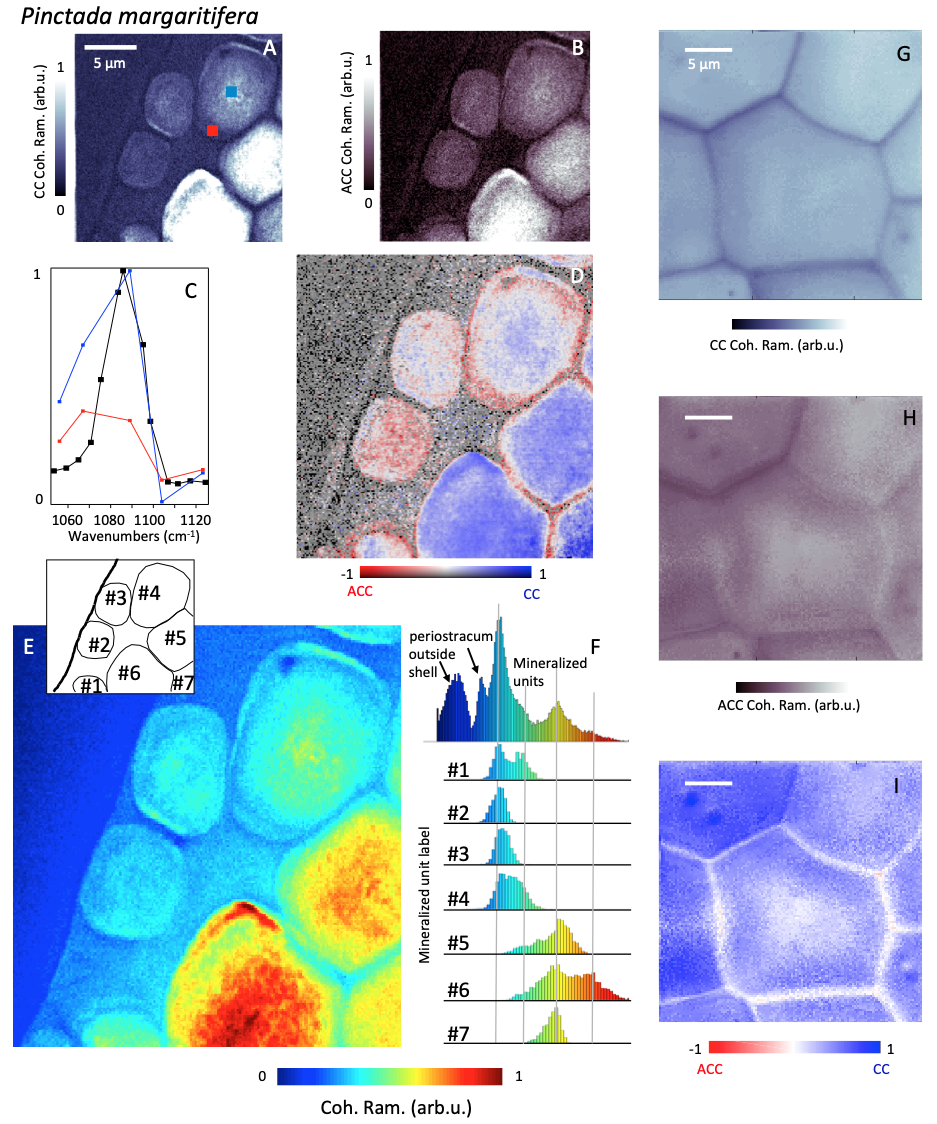 Pinctada margaritifera
A
5 µm
CC Coh. Ram. (arb.u.)
1
0
B
ACC Coh. Ram. (arb.u.)
1
0
G
5 µm
CC Coh. Ram. (arb.u.)
C
1
0
1060 1080 1100 1120
Wavenumbers (cm-1)
D
-1 1
ACC CC
H
ACC Coh. Ram. (arb.u.)
E
#3 #4
#2 #5
#6
#1 #7
0 1
Coh. Ram. (arb.u.)
F
periostracum
outside
shell
Mineralized
units
Mineralized unit label
#1
#2
#3
#4
#5
#6
#7
I
-1 1
ACC CC